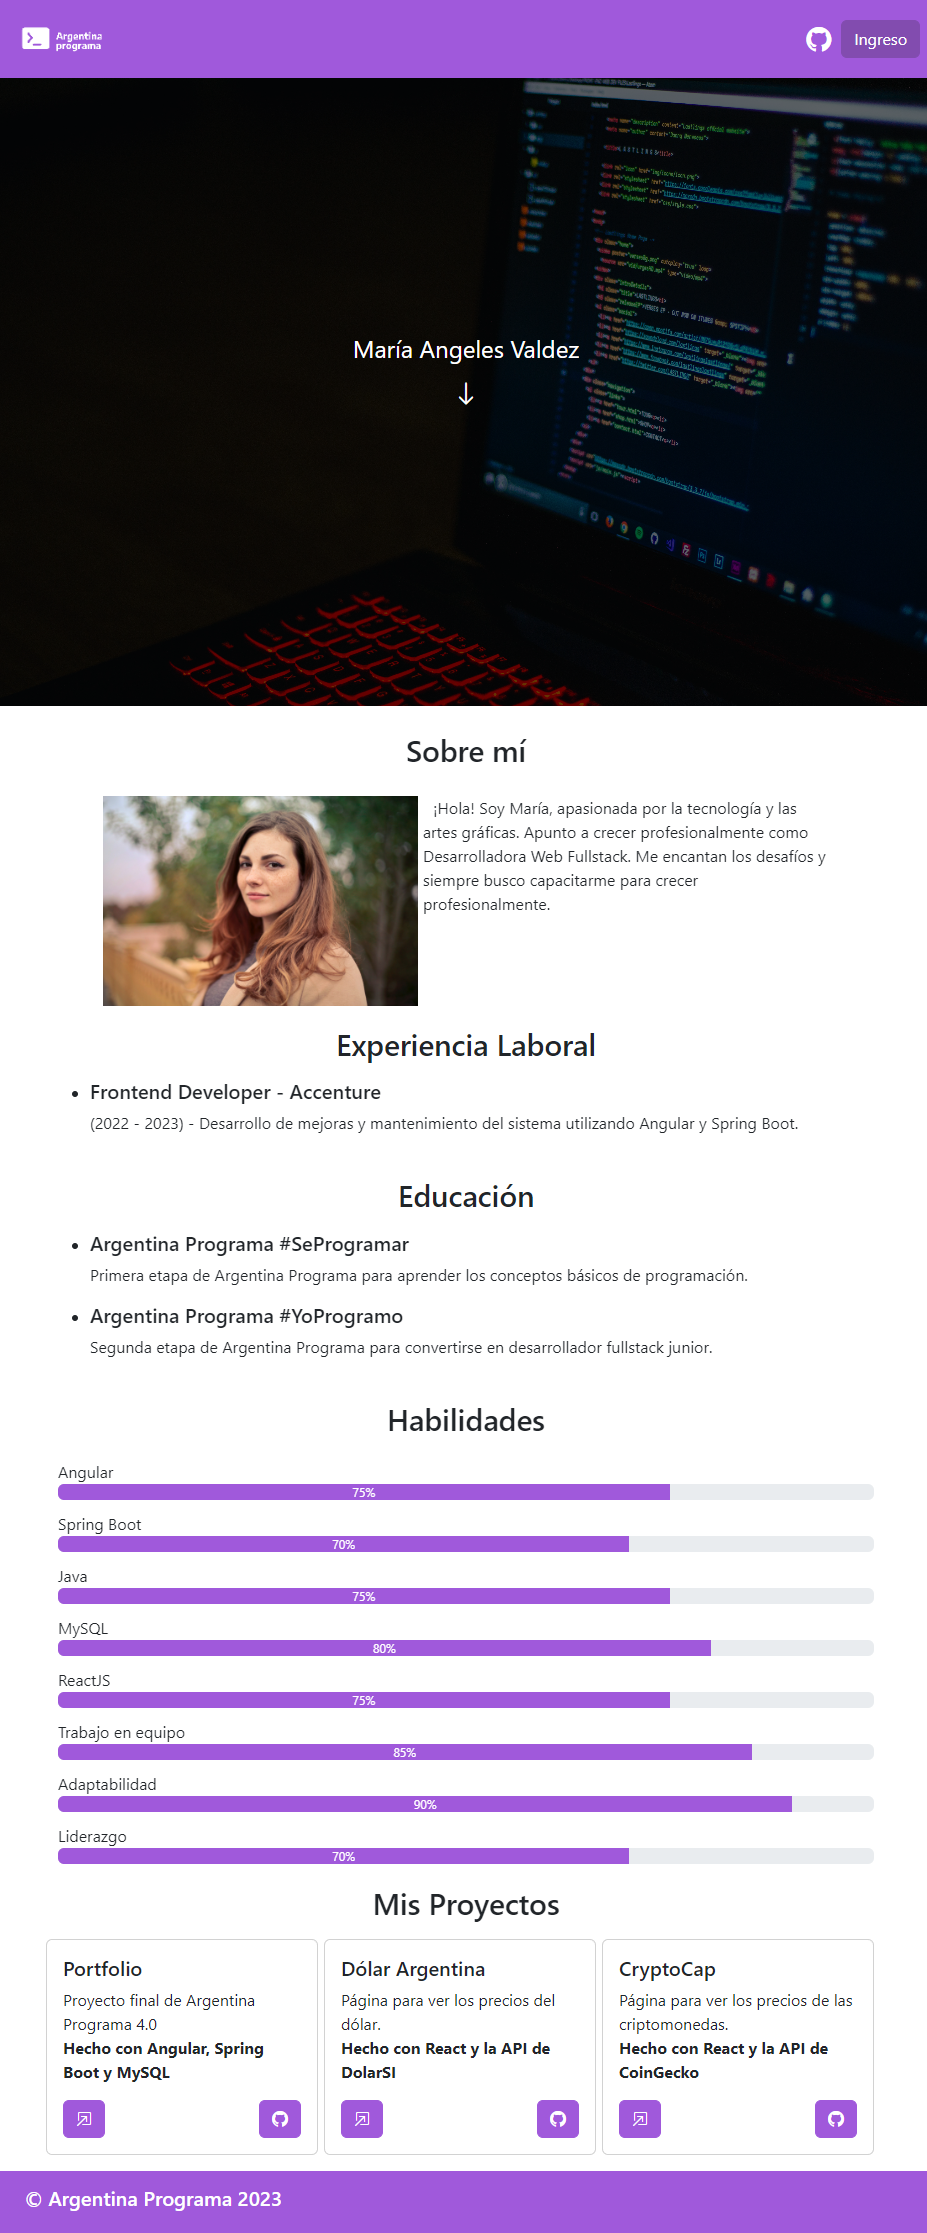 Argentina
programa
Ingreso
María Angeles Valdez
Sobre mí
¡Hola! Soy María, apasionada por la tecnología y las
artes gráficas. Apunto a crecer profesionalmente como
Desarrolladora Web Fullstack. Me encantan los desafíos y
siempre busco capacitarme para crecer
profesionalmente.
Experiencia Laboral
Frontend Developer - Accenture
(2022 - 2023) - Desarrollo de mejoras y mantenimiento del sistema utilizando Angular y Spring Boot.
Educación
Argentina Programa #SeProgramar
Primera etapa de Argentina Programa para aprender los conceptos básicos de programación.
Argentina Programa #YoProgramo
Segunda etapa de Argentina Programa para convertirse en desarrollador fullstack junior.
Habilidades
Angular
75%
Spring Boot
70%
Java
75%
MySQL
80%
ReactJS
75%
Trabajo en equipo
85%
Adaptabilidad
90%
Liderazgo
70%
Mis Proyectos
Portfolio
Proyecto final de Argentina
Programa 4.0
Hecho con Angular, Spring
Boot y MySQL
Dólar Argentina
Página para ver los precios del
dólar.
Hecho con React y la API de
DolarSI
CryptoCap
Página para ver los precios de las
criptomonedas.
Hecho con React y la API de
CoinGecko
© Argentina Programa 2023